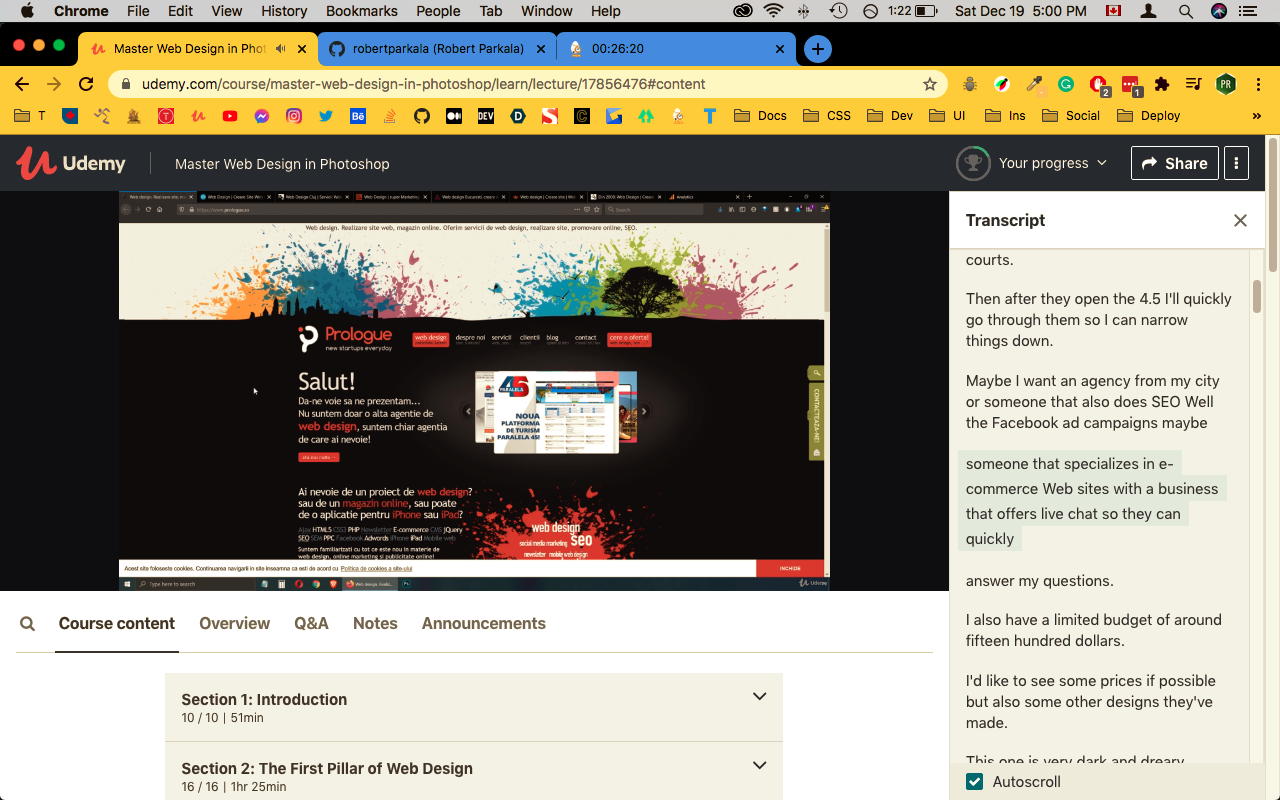 Chrome File Edit View History Bookmarks People Tab Window Help 1:22 Sat Dec 19 5:00 PM
Master Web Design in Phot
robertparkala (Robert Parkala)
00:26:20
udemy.com/course/master-web-design-in-photoshop/learn/lecture/17856476#content
T Docs CSS Dev UI Ins Social Deploy »
Udemy
Master Web Design in Photoshop
Your progress
Share
Web design. Realizare site web, magazin online. Oferim servicii de web design, realizare site, promovare online, SEO.
Prologue
new startups everyday
web design despre noi servicii clientii blog contact cere o oferta!
Salut!
Da-ne voie sa ne prezentam...
Nu suntem doar o alta agentie de
web design, suntem chiar agentia
de care ai nevoie!
PARALELA
NOUA
PLATFORMA
DE TURISM
PARALELA 45!
CONTACTEAZA-NE!
Ai nevoie de un proiect de web design?
sau de un magazin online, sau poate
de o aplicatie pentru iPhone sau iPad?
Ajax HTML5 CSS3 PHP Newsletter E-commerce CMS jQuery
SEO SEM PPC Facebook Adwords iPhone iPad Mobile web
Suntem familiarizati cu tot ce este nou in materie de
web design, online marketing si publicitate online!
web design
social media marketing seo
newsletter mobile web design
Acest site foloseste cookies. Continuarea navigarii in site inseamna ca esti de acord cu Politica de cookies a site-ului
INCHIDE
Type here to search
Udemy
Transcript
courts.
Then after they open the 4.5 I'll quickly
go through them so I can narrow
things down.
Maybe I want an agency from my city
or someone that also does SEO Well
the Facebook ad campaigns maybe
someone that specializes in e-
commerce Web sites with a business
that offers live chat so they can
quickly
answer my questions.
I also have a limited budget of around
fifteen hundred dollars.
I'd like to see some prices if possible
but also some other designs they've
made.
This one is very dark and dreary
Autoscroll
Course content Overview Q&A Notes Announcements
Section 1: Introduction
10 / 10 | 51min
Section 2: The First Pillar of Web Design
16 / 16 | 1hr 25min